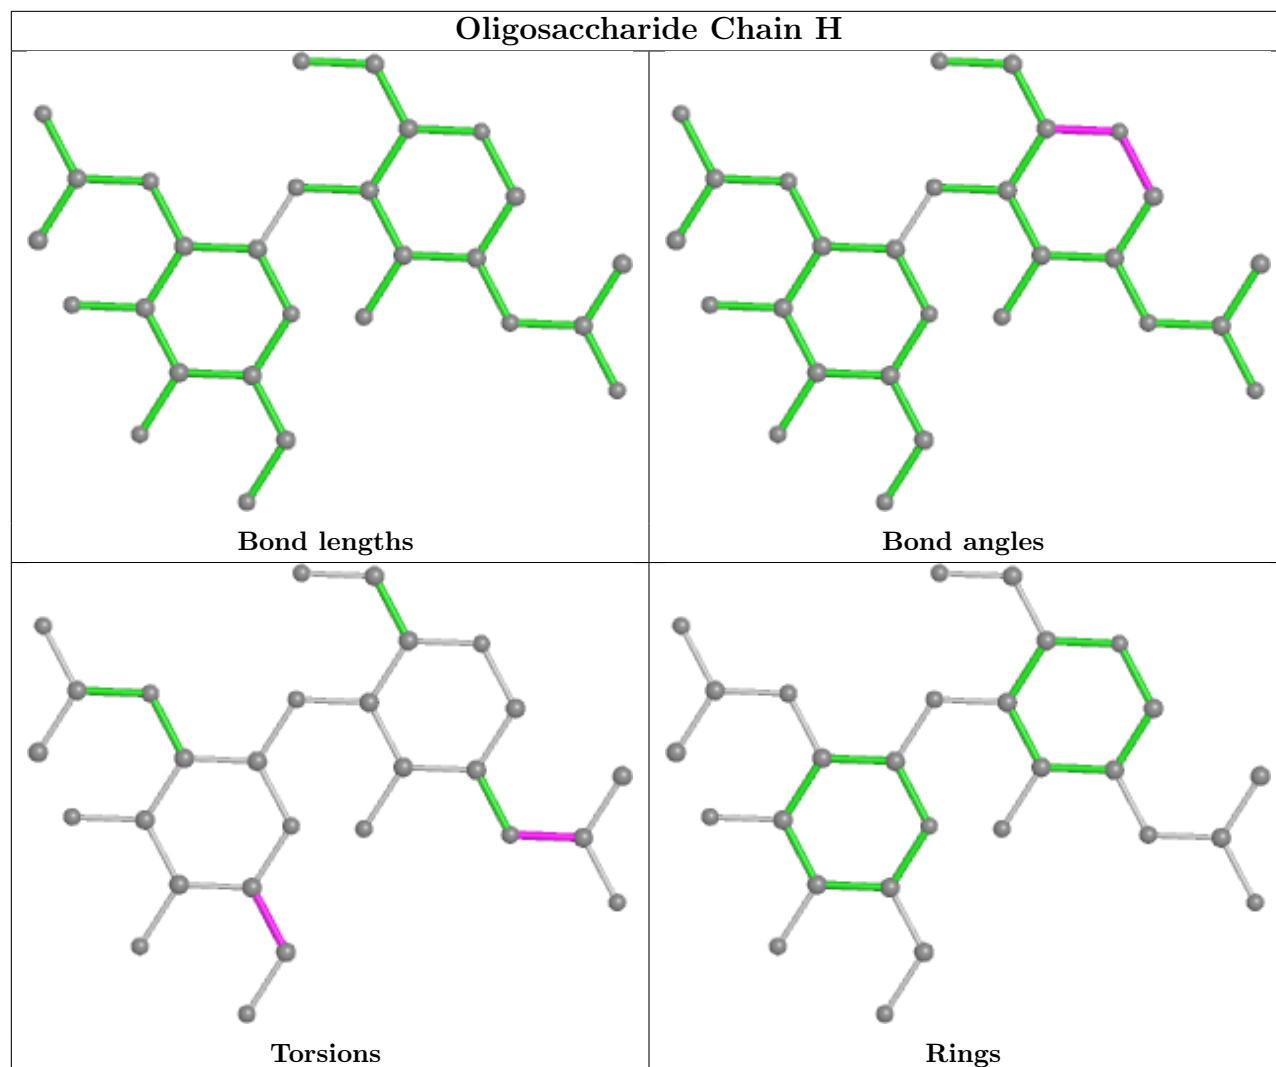 Oligosaccharide Chain H
Bond lengths
Bond angles
Torsions
Rings